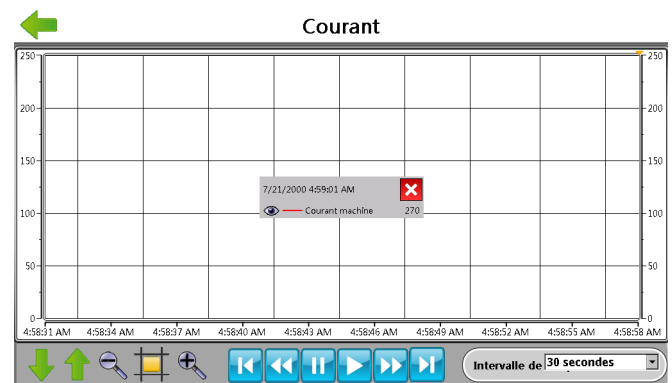 Courant
250 250
200 200
150 150
7/21/2000 4:59:01 AM
Courant machine 270
100 100
50 50
0 0
4:58:31 AM 4:58:34 AM 4:58:37 AM 4:58:40 AM 4:58:43 AM 4:58:46 AM 4:58:49 AM 4:58:52 AM 4:58:55 AM 4:58:58 AM
Intervalle de 30 secondes